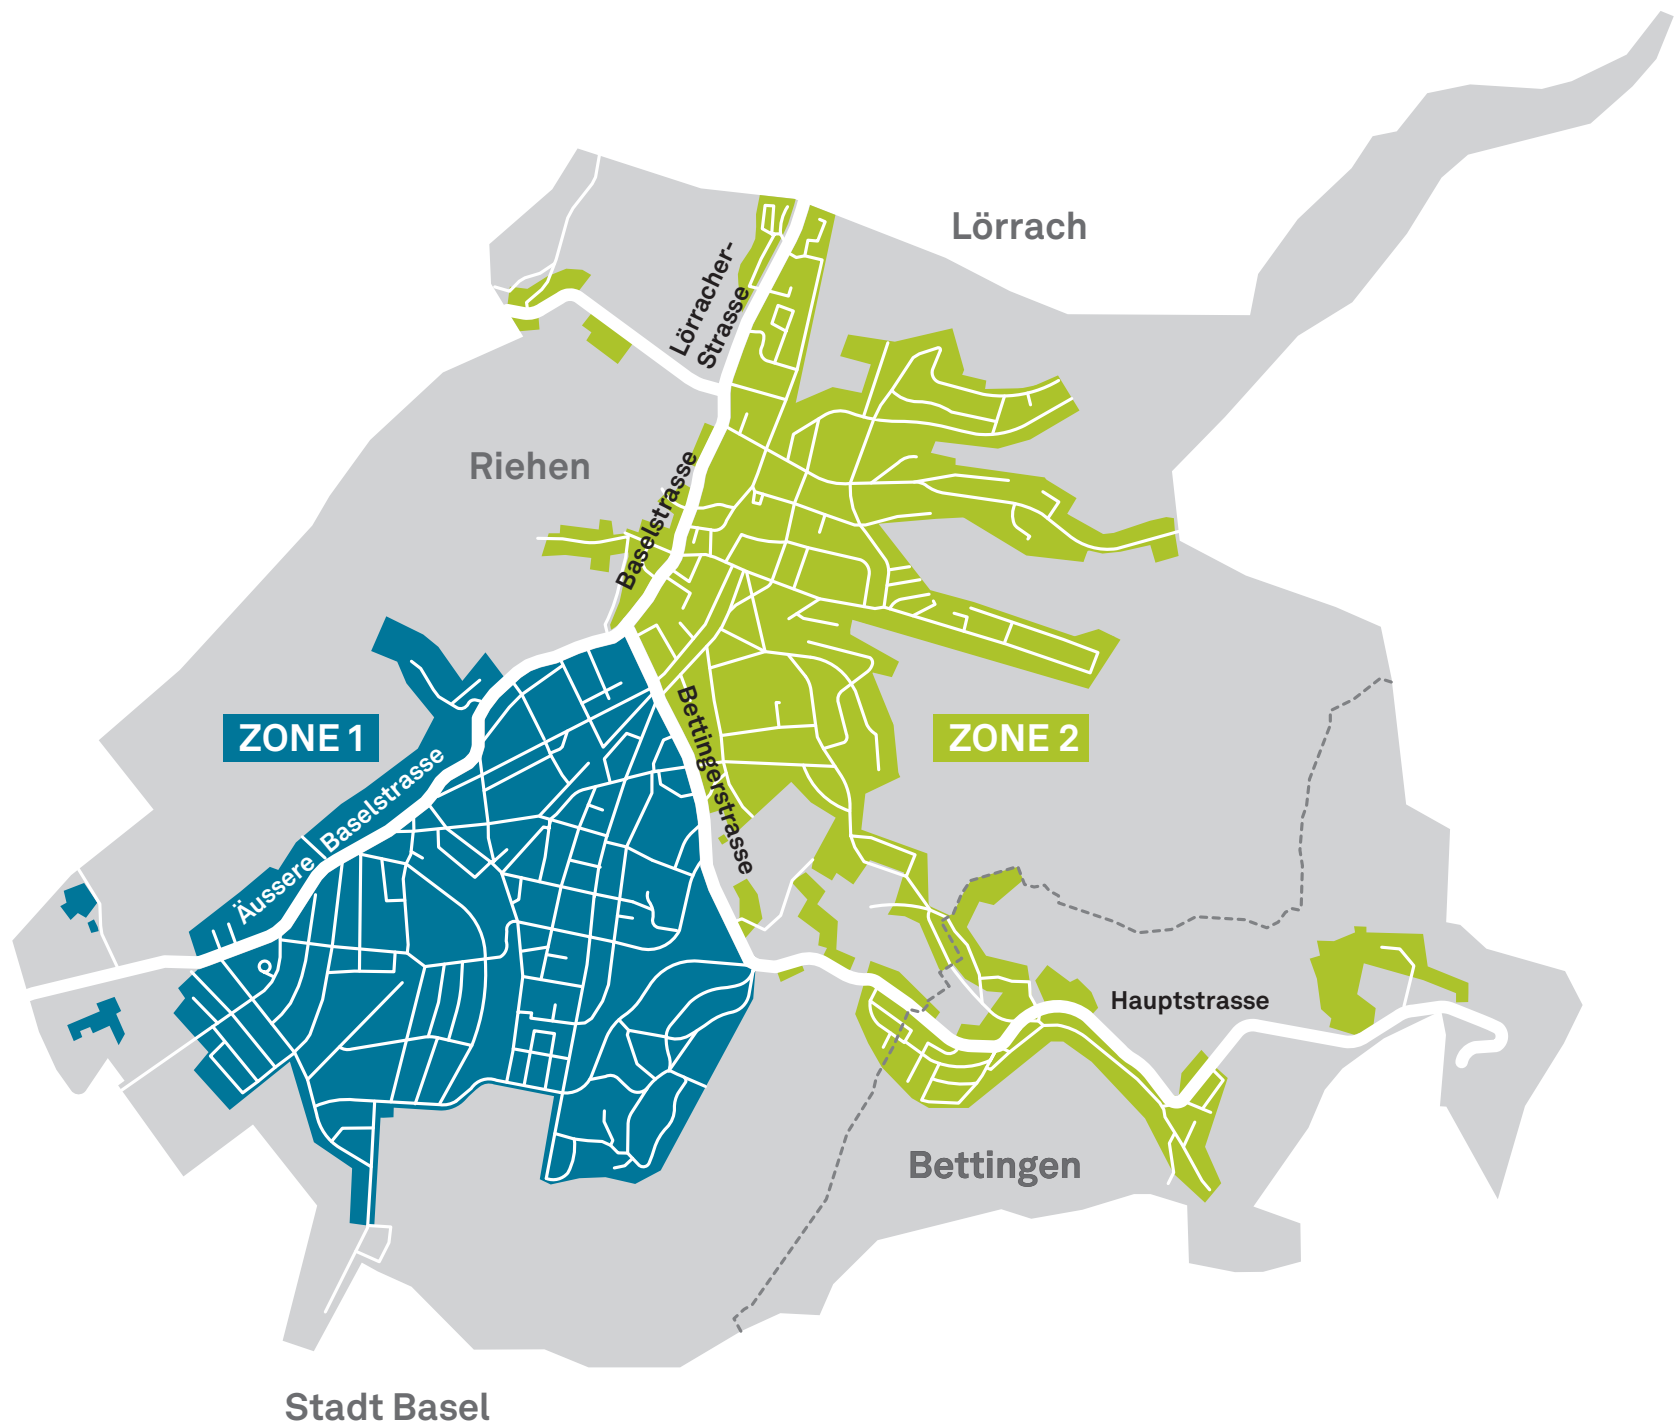 Lörrach
Lörracher-
Strasse
Riehen
Baselstrasse
ZONE 1
Äussere Baselstrasse
Bettingerstrasse
ZONE 2
Hauptstrasse
Bettingen
Stadt Basel